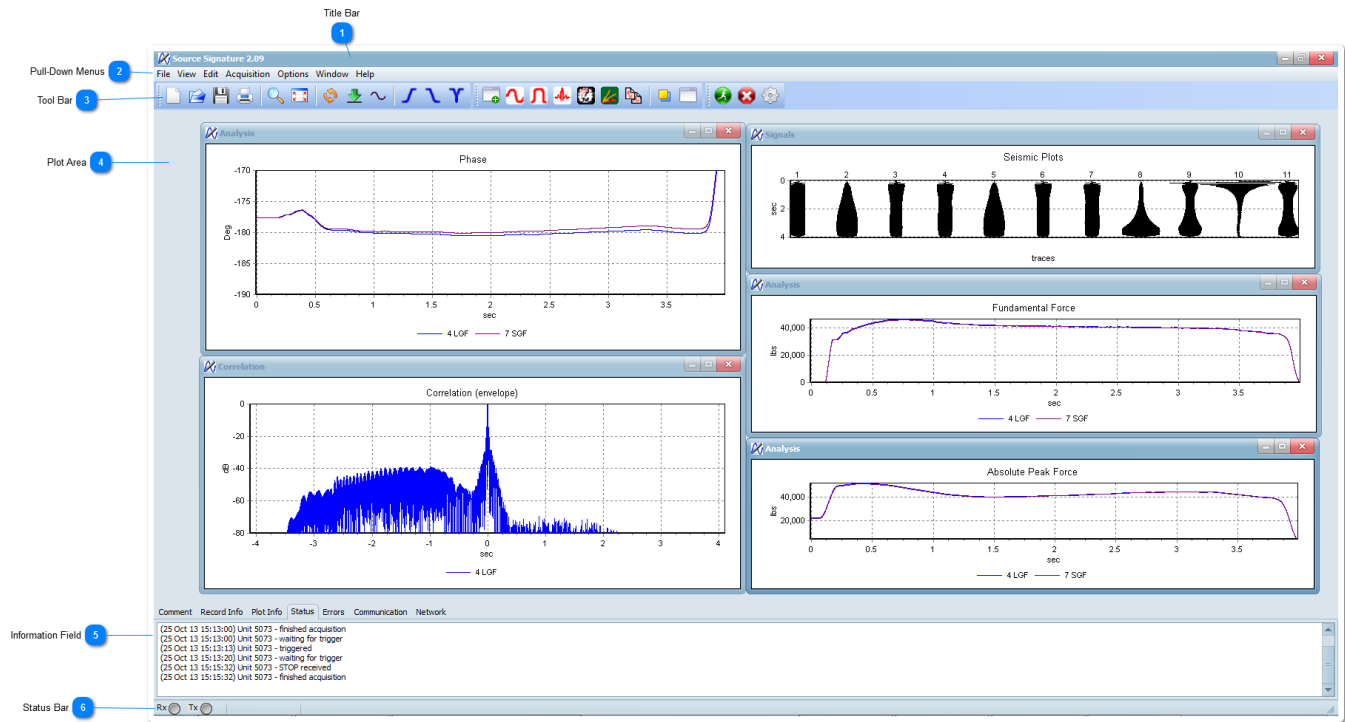 Title Bar
1
Source Signature 2.09
Pull-Down Menus 2
File View Edit Acquisition Options Window Help
Tool Bar 3
Plot Area 4
Analysis
Phase
-170
-175
-180
-185
-190
Deg
0 0.5 1 1.5 2 2.5 3 3.5
sec
4 LGF 7 SGF
Signals
Seismic Plots
1 2 3 4 5 6 7 8 9 10 11
0
2
4
sec
traces
Analysis
Fundamental Force
40,000
20,000
0
lbs
0 0.5 1 1.5 2 2.5 3 3.5
sec
4 LGF 7 SGF
Correlation
Correlation (envelope)
0
-20
-40
-60
-80
dB
-4 -3 -2 -1 0 1 2 3 4
sec
4 LGF
Analysis
Absolute Peak Force
40,000
20,000
lbs
0 0.5 1 1.5 2 2.5 3 3.5
sec
4 LGF 7 SGF
Comment Record Info Plot Info Status Errors Communication Network
Information Field 5
(25 Oct 13 15:13:00) Unit 5073 - finished acquisition
(25 Oct 13 15:13:00) Unit 5073 - waiting for trigger
(25 Oct 13 15:13:13) Unit 5073 - triggered
(25 Oct 13 15:13:20) Unit 5073 - waiting for trigger
(25 Oct 13 15:15:32) Unit 5073 - STOP received
(25 Oct 13 15:15:32) Unit 5073 - finished acquisition
Status Bar 6
Rx Tx